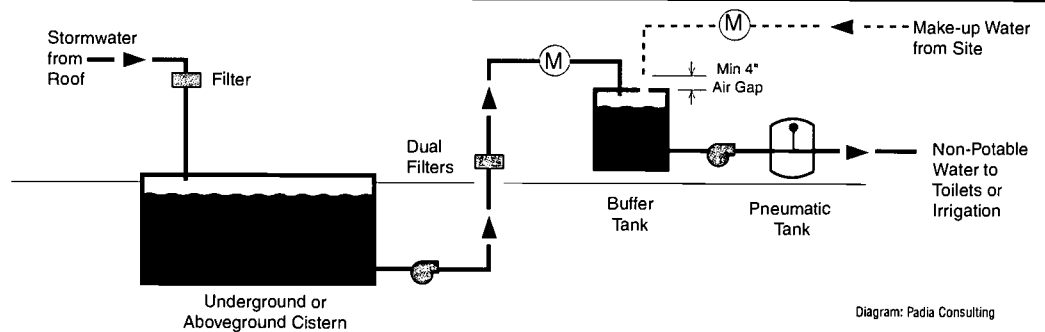 Stormwater
from
Roof
Filter
Dual
Filters
M
M
Min 4"
Air Gap
Make-up Water
from Site
Buffer
Tank
Pneumatic
Tank
Non-Potable
Water to
Toilets or
Irrigation
Underground or
Aboveground Cistern
Diagram: Padia Consulting